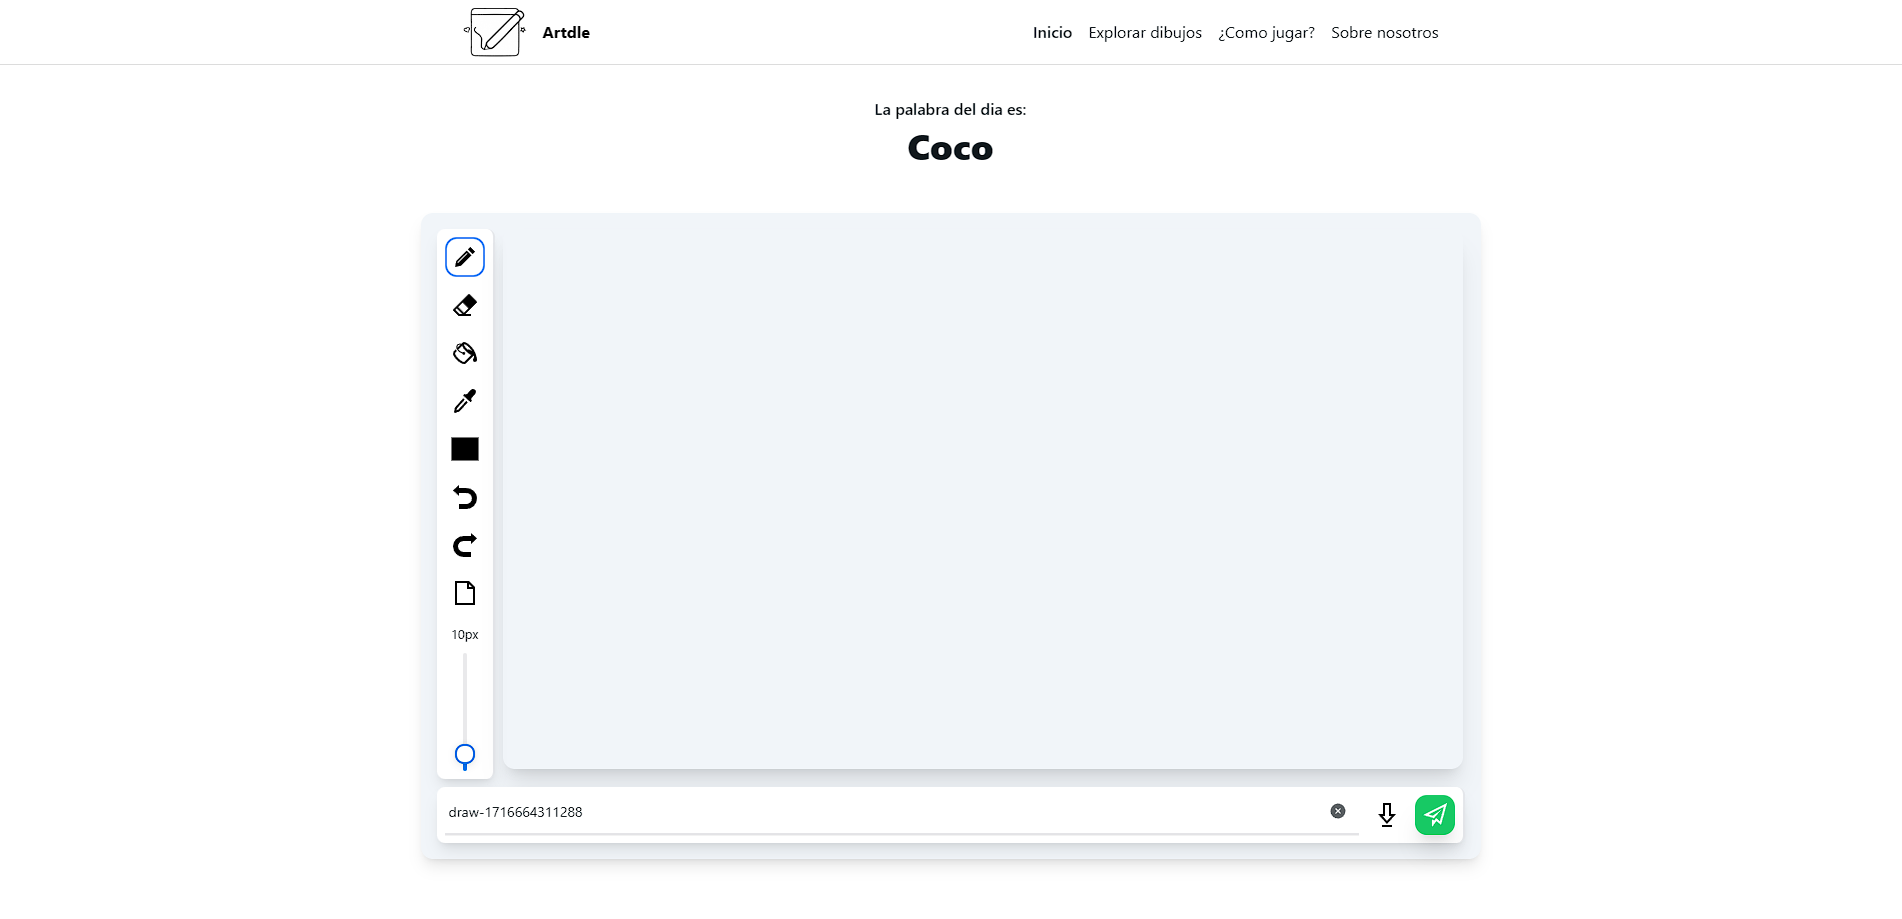 Artdle
Inicio Explorar dibujos ¿Como jugar? Sobre nosotros
La palabra del dia es:
Coco
10px
draw-1716664311288